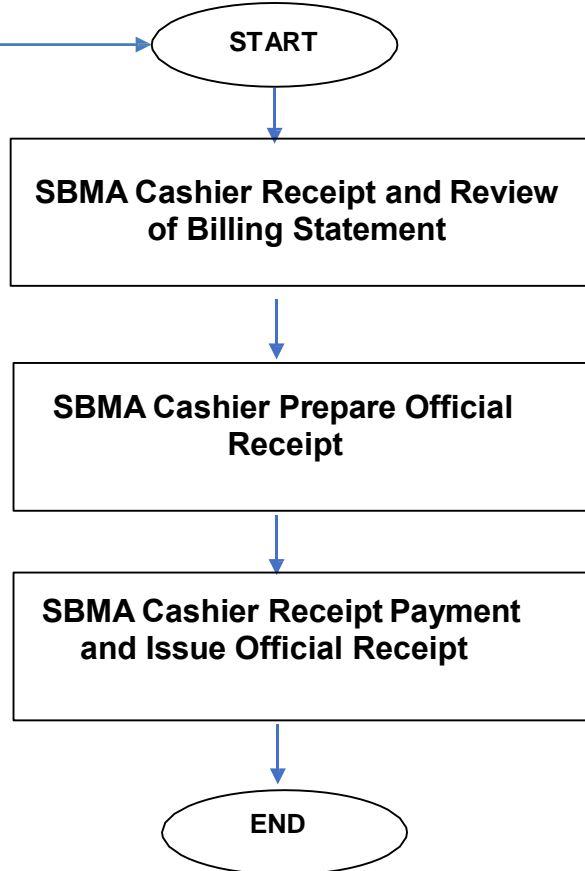 START
SBMA Cashier Receipt and Review
of Billing Statement
SBMA Cashier Prepare Official
Receipt
SBMA Cashier Receipt Payment
and Issue Official Receipt
END